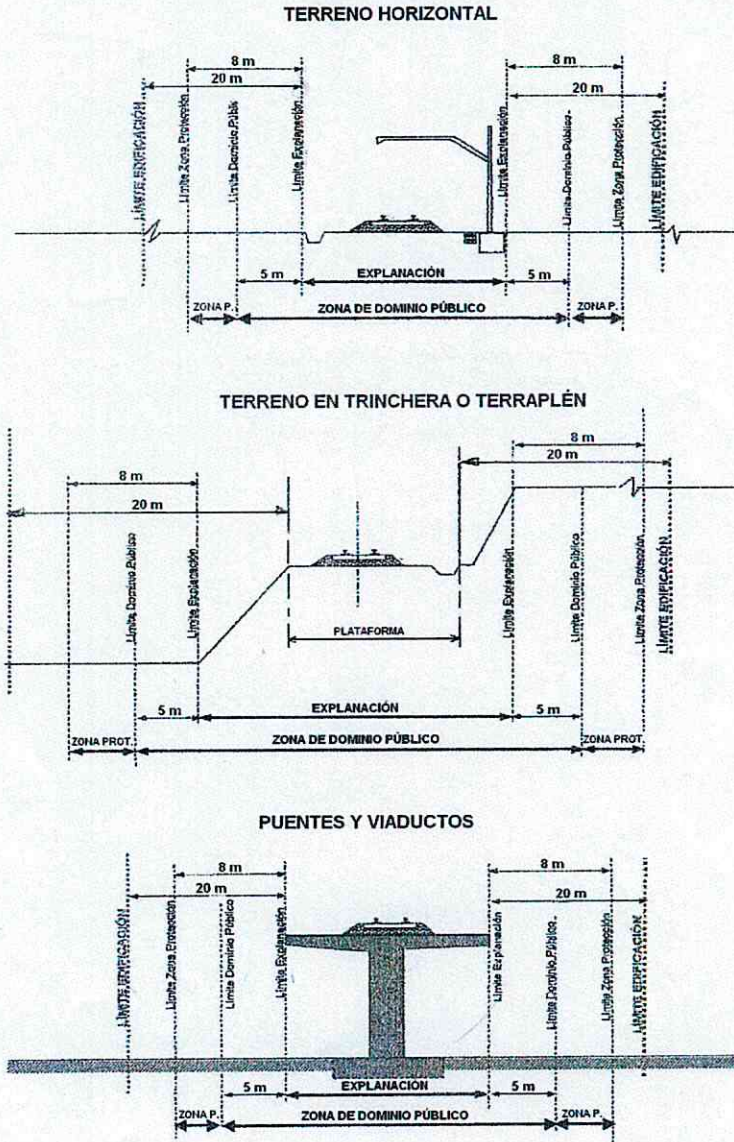 TERRENO HORIZONTAL
8 m
8 m
20 m
20 m
LÍMITE EDIFICACIÓN
Límite Zona Protección
Límite Dominio Públic
Límite Explanación
Límite Explanación
Límite Dominio Público
Límite Zona Protección
LÍMITE EDIFICACIÓN
5 m
EXPLANACIÓN
5 m
ZONA P.
ZONA DE DOMINIO PÚBLICO
ZONA P.
TERRENO EN TRINCHERA O TERRAPLÉN
8 m
20 m
8 m
20 m
Límite Dominio Público
Límite Explanación
Límite Explanación
Límite Dominio Público
Límite Zona Protección
LÍMITE EDIFICACIÓN
PLATAFORMA
5 m
EXPLANACIÓN
5 m
ZONA PROT.
ZONA DE DOMINIO PÚBLICO
ZONA PROT.
PUENTES Y VIADUCTOS
8 m
8 m
20 m
20 m
LÍMITE EDIFICACIÓN
Límite Zona Protección
Límite Dominio Público
Límite Explanación
Límite Explanación
Límite Dominio Público
Límite Zona Protección
LÍMITE EDIFICACIÓN
5 m
EXPLANACIÓN
5 m
ZONA P.
ZONA DE DOMINIO PÚBLICO
ZONA P.